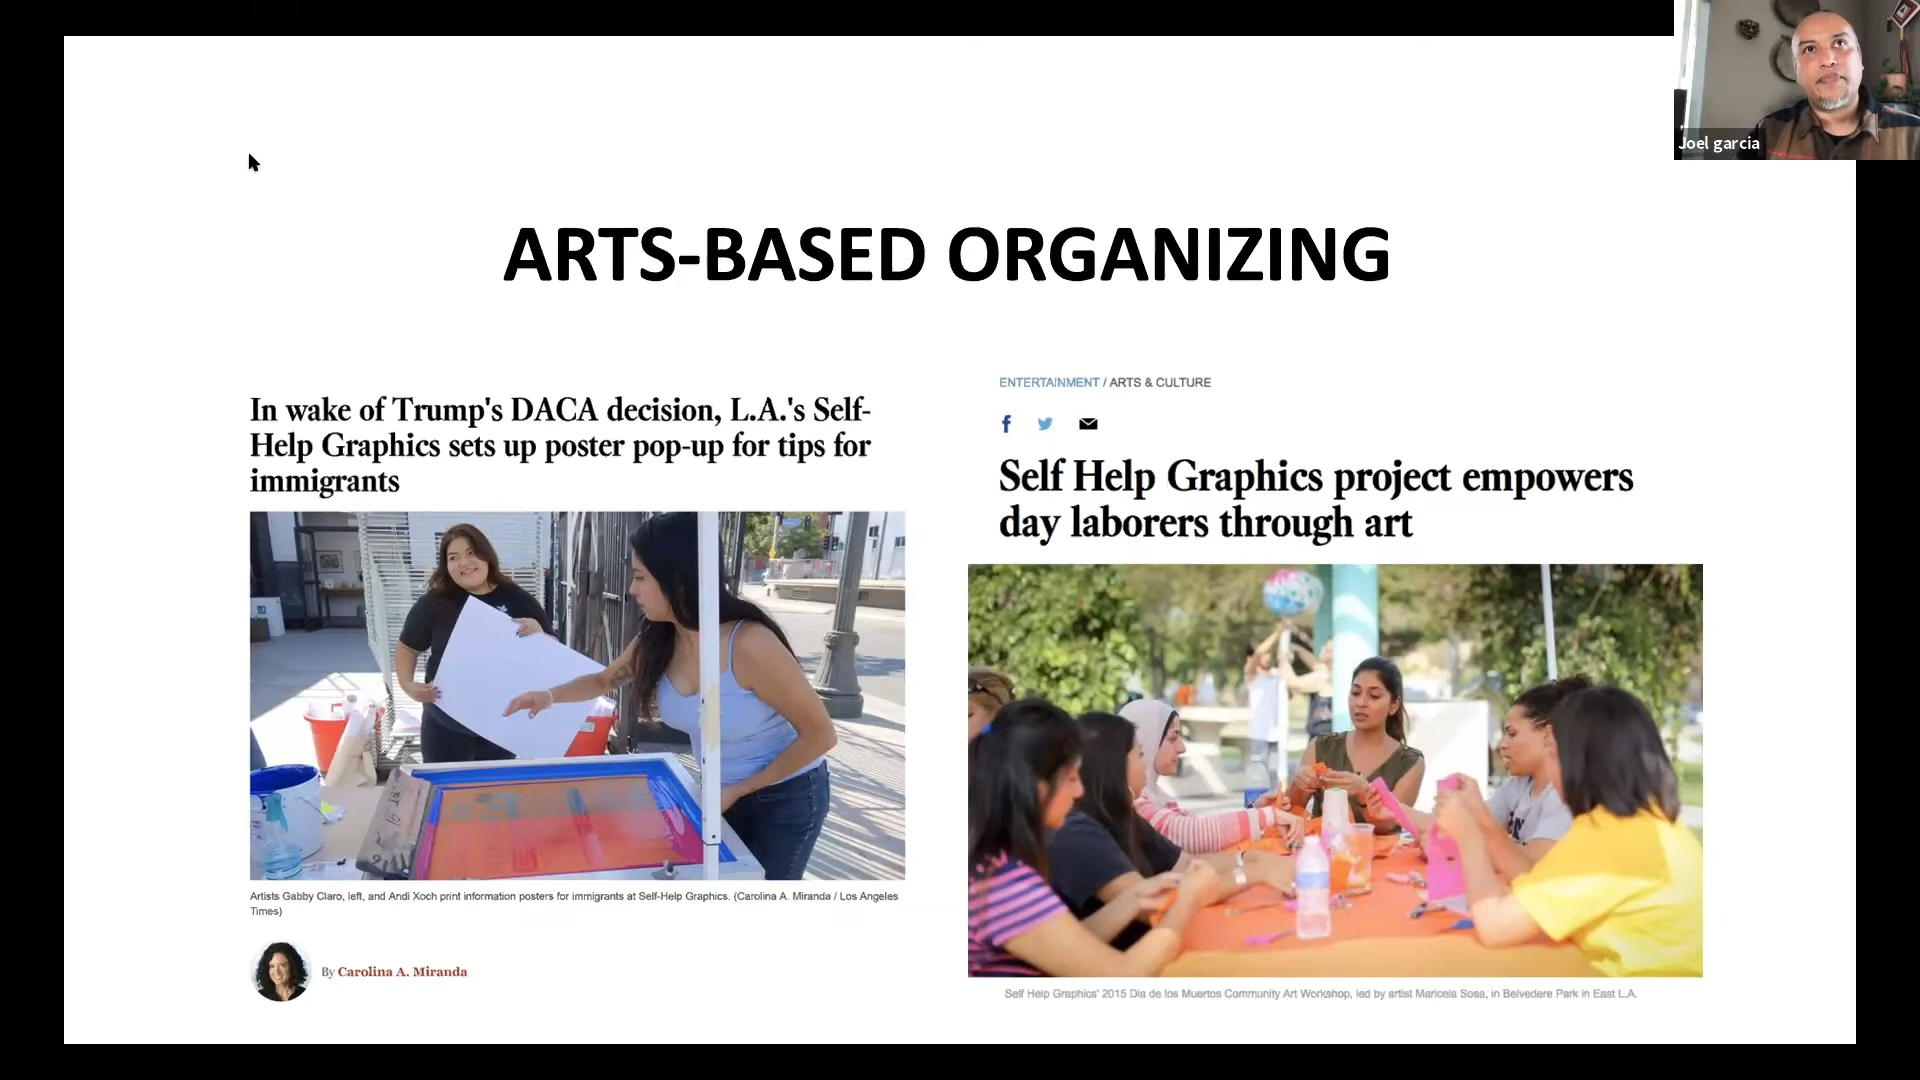 Joel garcia
ARTS-BASED ORGANIZING
In wake of Trump's DACA decision, L.A.'s Self-
Help Graphics sets up poster pop-up for tips for
immigrants
Artists Gabby Claro, left, and Andi Xoch print information posters for immigrants at Self-Help Graphics. (Carolina A. Miranda / Los Angeles
Times)
By Carolina A. Miranda
ENTERTAINMENT / ARTS & CULTURE
Self Help Graphics project empowers
day laborers through art
Self Help Graphics' 2015 Dia de los Muertos Community Art Workshop, led by artist Maricela Sosa, in Belvedere Park in East L.A.